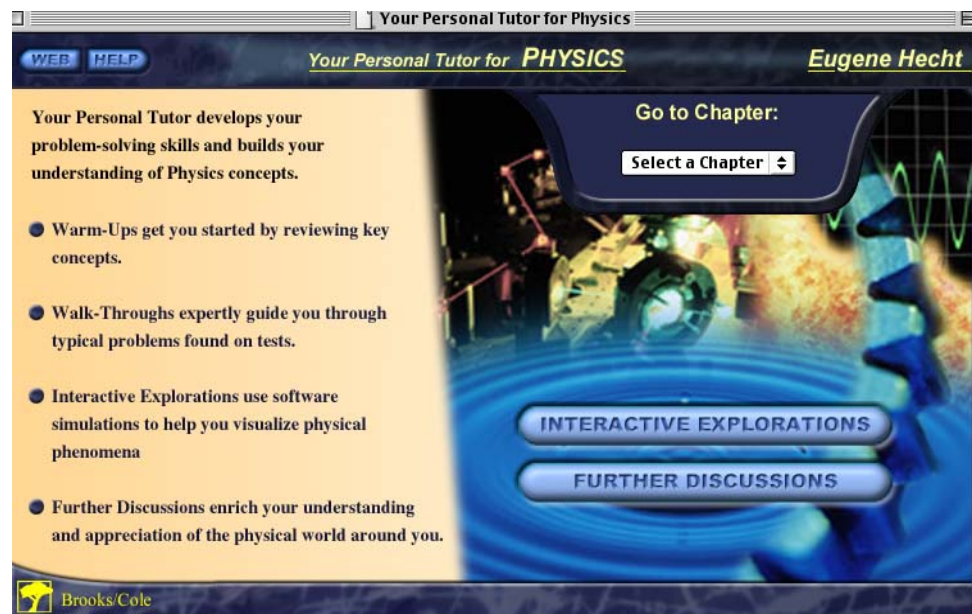 Your Personal Tutor for Physics
WEB HELP
Your Personal Tutor for PHYSICS
Eugene Hecht
Your Personal Tutor develops your
problem-solving skills and builds your
understanding of Physics concepts.
Warm-Ups get you started by reviewing key
concepts.
Walk-Throughs expertly guide you through
typical problems found on tests.
Interactive Explorations use software
simulations to help you visualize physical
phenomena
Further Discussions enrich your understanding
and appreciation of the physical world around you.
Go to Chapter:
Select a Chapter
INTERACTIVE EXPLORATIONS
FURTHER DISCUSSIONS
Brooks/Cole